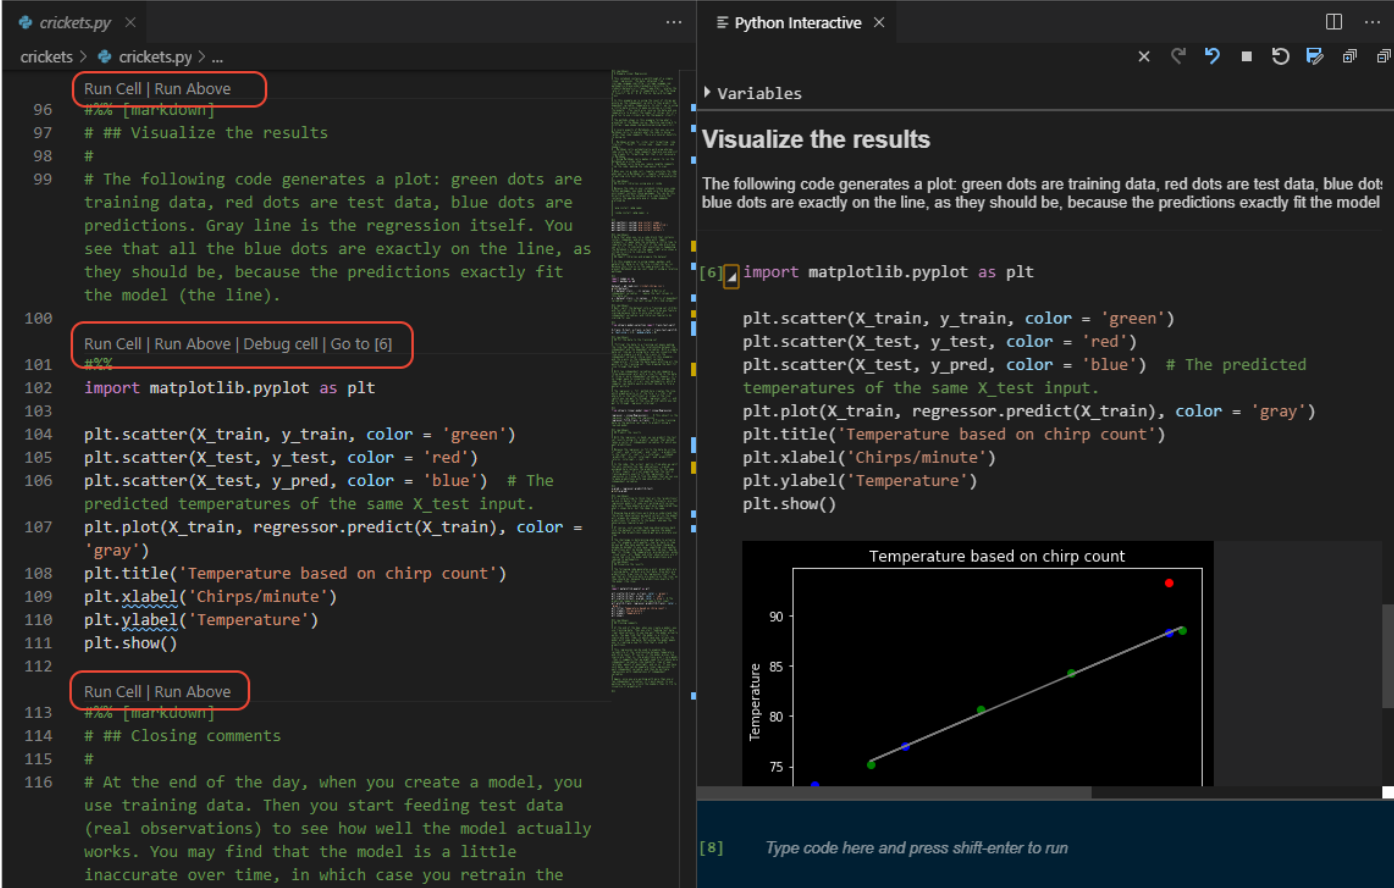 crickets.py
crickets > crickets.py > ...
Run Cell | Run Above
96 #%% [markdown]
97 # ## Visualize the results
98 #
99 # The following code generates a plot: green dots are
training data, red dots are test data, blue dots are
predictions. Gray line is the regression itself. You
see that all the blue dots are exactly on the line, as
they should be, because the predictions exactly fit
the model (the line).
100
Run Cell | Run Above | Debug cell | Go to [6]
101 #%%
102 import matplotlib.pyplot as plt
103
104 plt.scatter(X_train, y_train, color = 'green')
105 plt.scatter(X_test, y_test, color = 'red')
106 plt.scatter(X_test, y_pred, color = 'blue')  # The
predicted temperatures of the same X_test input.
107 plt.plot(X_train, regressor.predict(X_train), color =
'gray')
108 plt.title('Temperature based on chirp count')
109 plt.xlabel('Chirps/minute')
110 plt.ylabel('Temperature')
111 plt.show()
112
Run Cell | Run Above
113 #%% [markdown]
114 # ## Closing comments
115 #
116 # At the end of the day, when you create a model, you
use training data. Then you start feeding test data
(real observations) to see how well the model actually
works. You may find that the model is a little
inaccurate over time, in which case you retrain the
Python Interactive
Variables
Visualize the results
The following code generates a plot: green dots are training data, red dots are test data, blue dots
blue dots are exactly on the line, as they should be, because the predictions exactly fit the model
[6] import matplotlib.pyplot as plt
plt.scatter(X_train, y_train, color = 'green')
plt.scatter(X_test, y_test, color = 'red')
plt.scatter(X_test, y_pred, color = 'blue')  # The predicted
temperatures of the same X_test input.
plt.plot(X_train, regressor.predict(X_train), color = 'gray')
plt.title('Temperature based on chirp count')
plt.xlabel('Chirps/minute')
plt.ylabel('Temperature')
plt.show()
Temperature based on chirp count
90
85
80
75
Temperature
[8] Type code here and press shift-enter to run